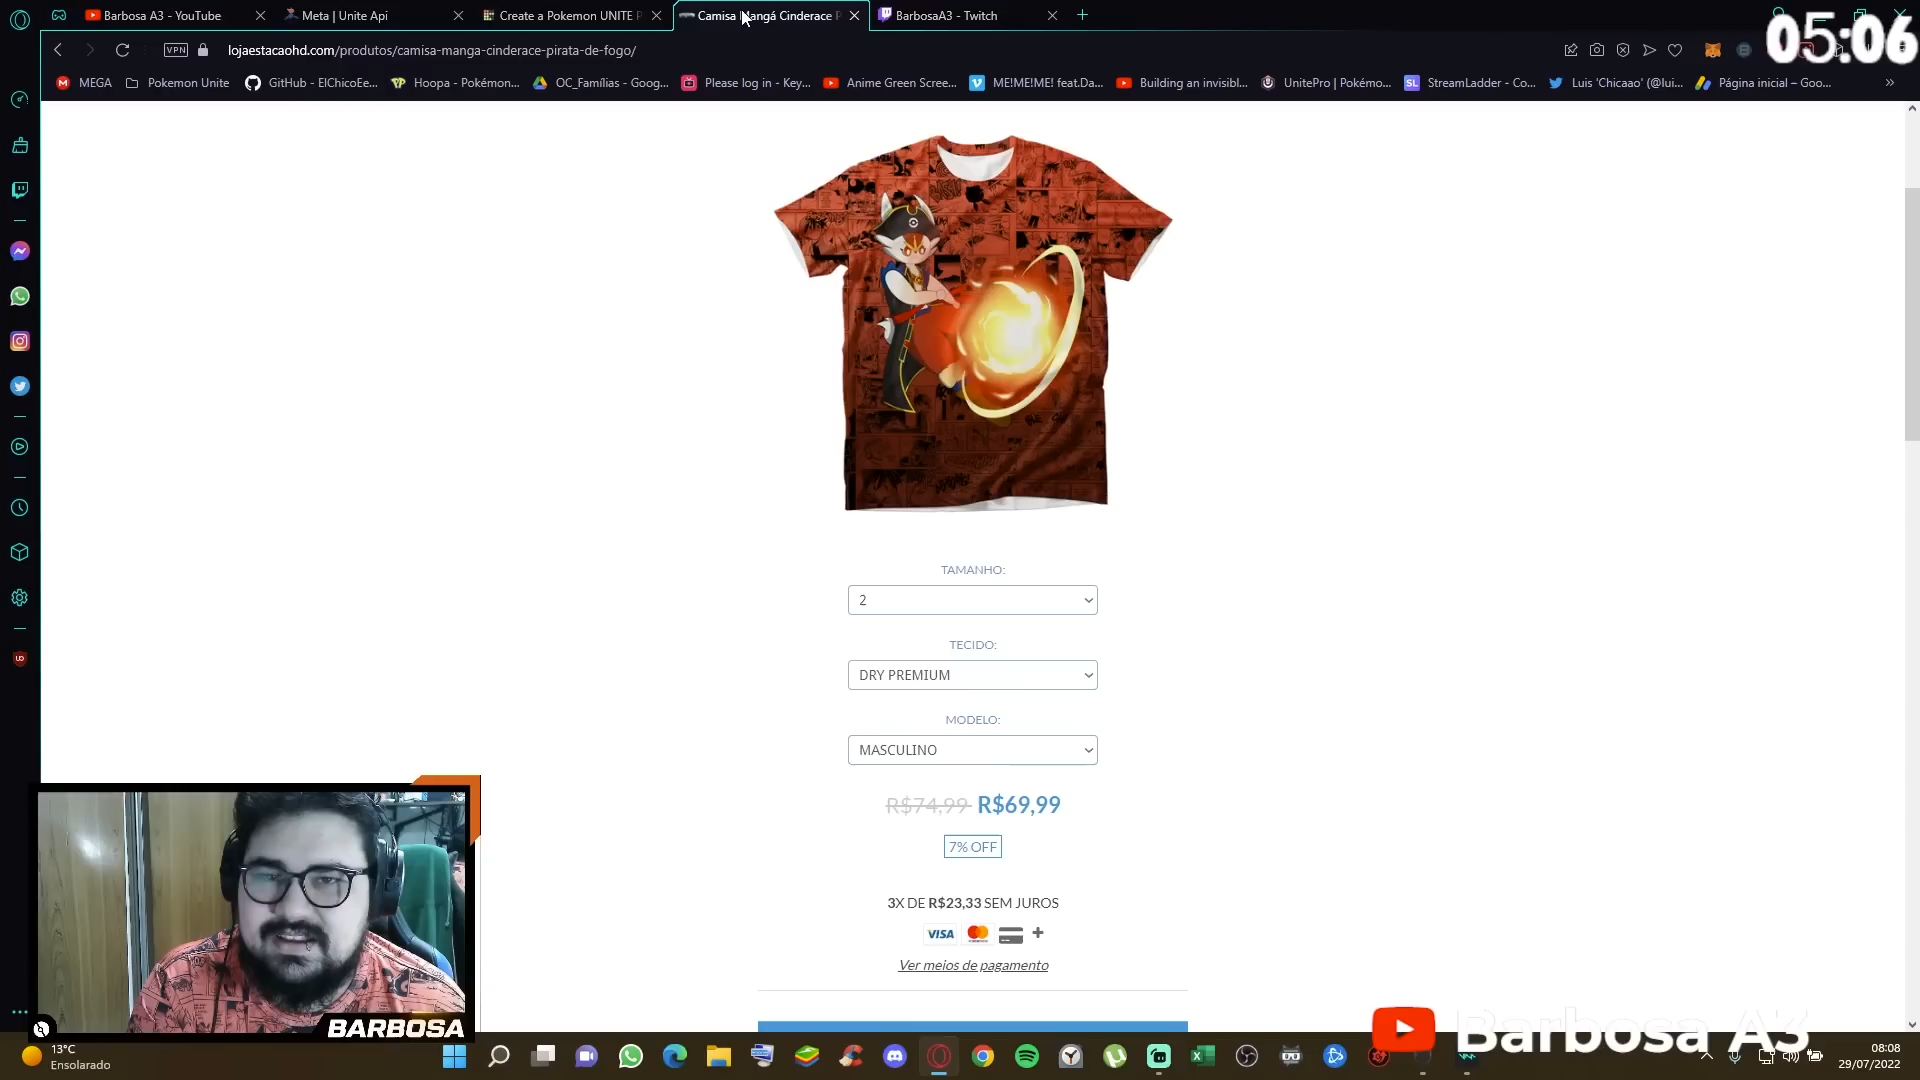 Barbosa A3 - YouTube
Meta | Unite Api
Create a Pokemon UNITE P
Camisa Mangá Cinderace P
BarbosaA3 - Twitch
05:06
VPN
lojaestacaohd.com/produtos/camisa-manga-cinderace-pirata-de-fogo/
MEGA
Pokemon Unite
GitHub - ElChicoEe...
Hoopa - Pokémon...
OC_Famílias - Goog...
Please log in - Key...
Anime Green Scree...
ME!ME!ME! feat.Da...
Building an invisibl...
UnitePro | Pokémo...
SL StreamLadder - Co...
Luis 'Chicaao' (@lui...
Página inicial – Goo...
TAMANHO:
2
TECIDO:
DRY PREMIUM
MODELO:
MASCULINO
R$74,99 R$69,99
7% OFF
3X DE R$23,33 SEM JUROS
VISA
Ver meios de pagamento
BARBOSA
Barbosa A3
13°C
Ensolarado
08:08
29/07/2022